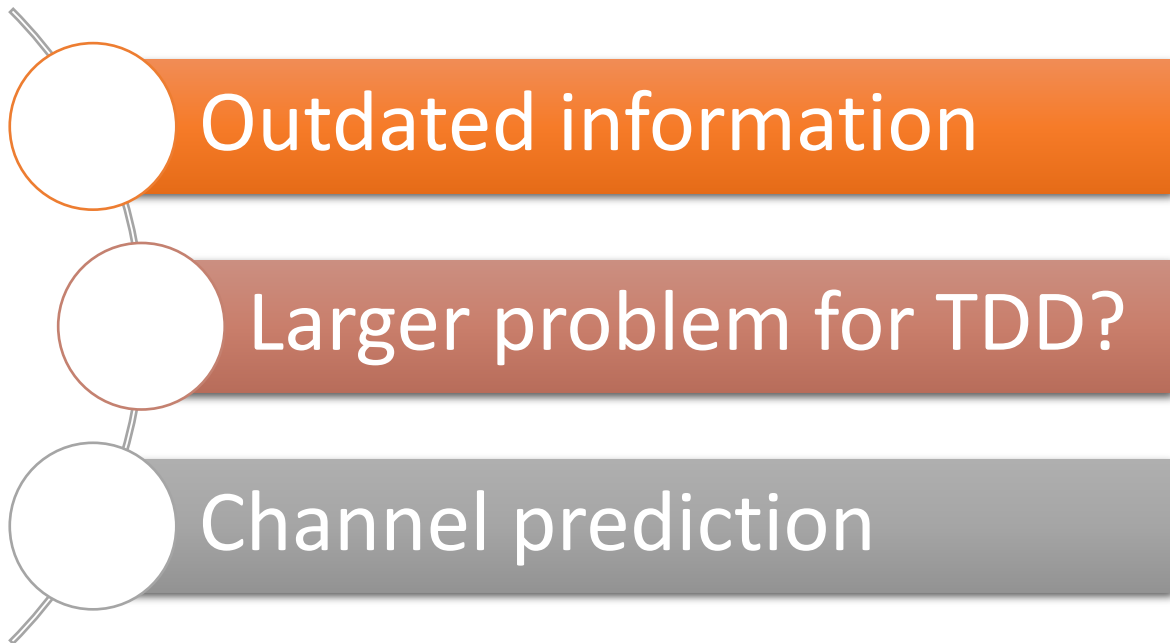 Outdated information
Larger problem for TDD?
Channel prediction